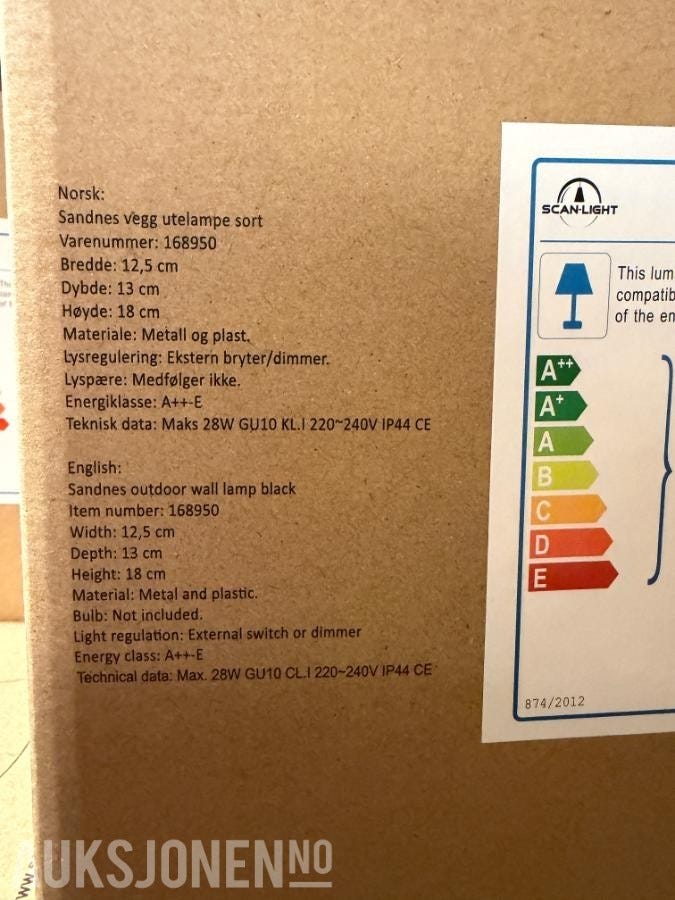 Norsk:
Sandnes vegg utelampe sort
Varenummer: 168950
Bredde: 12,5 cm
Dybde: 13 cm
Høyde: 18 cm
Materiale: Metall og plast.
Lysregulering: Ekstern bryter/dimmer.
Lyspære: Medfølger ikke.
Energiklasse: A++-E
Teknisk data: Maks 28W GU10 KL.I 220~240V IP44 CE
English:
Sandnes outdoor wall lamp black
Item number: 168950
Width: 12,5 cm
Depth: 13 cm
Height: 18 cm
Material: Metal and plastic.
Bulb: Not included.
Light regulation: External switch or dimmer
Energy class: A++-E
Technical data: Max. 28W GU10 CL.I 220~240V IP44 CE
SCAN-LIGHT
This lum
compatib
of the en
A++
A+
A
B
C
D
E
874/2012
AUKSJONEN NO